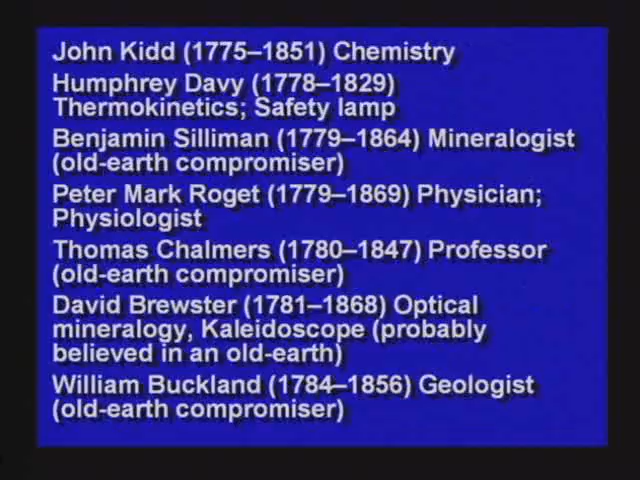 John Kidd (1775–1851) Chemistry
Humphrey Davy (1778–1829)
Thermokinetics; Safety lamp
Benjamin Silliman (1779–1864) Mineralogist
(old-earth compromiser)
Peter Mark Roget (1779–1869) Physician;
Physiologist
Thomas Chalmers (1780–1847) Professor
(old-earth compromiser)
David Brewster (1781–1868) Optical
mineralogy, Kaleidoscope (probably
believed in an old-earth)
William Buckland (1784–1856) Geologist
(old-earth compromiser)